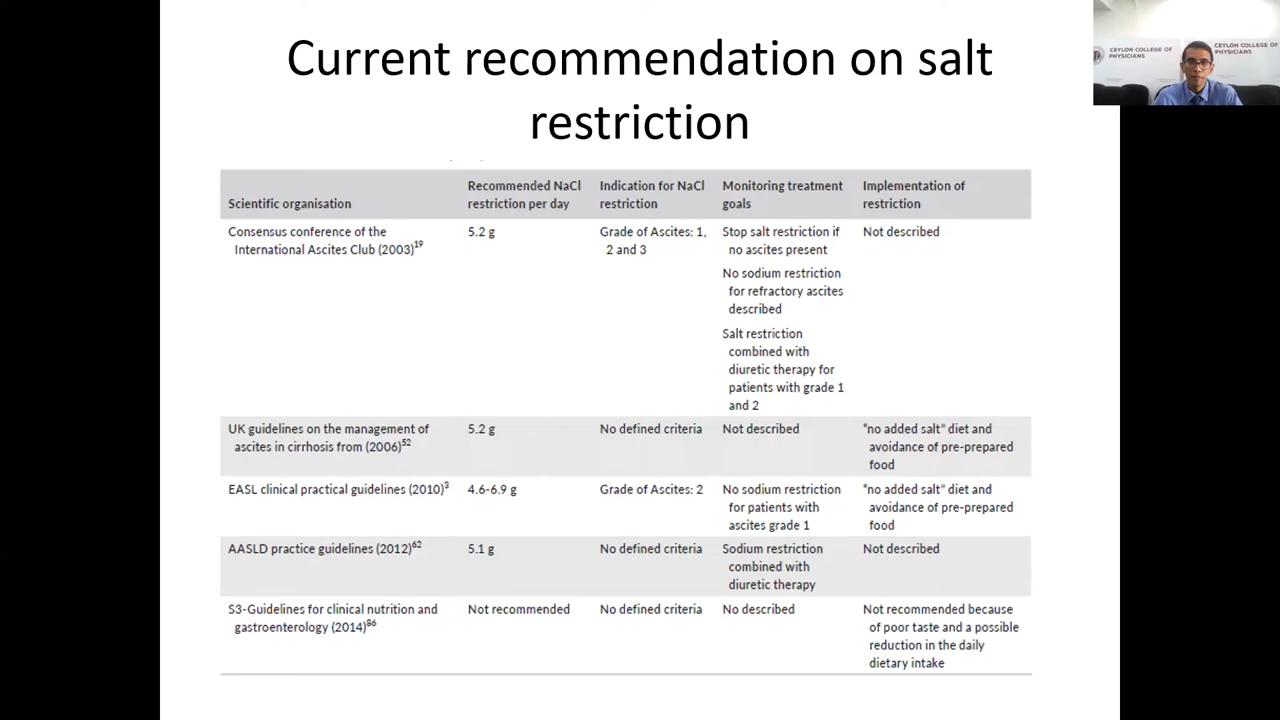 Current recommendation on salt
restriction
CEYLON COLLEGE OF
PHYSICIANS
CEYLON COLLEGE OF
PHYSICIANS
Scientific organisation
Recommended NaCl
restriction per day
Indication for NaCl
restriction
Monitoring treatment
goals
Implementation of
restriction
Consensus conference of the
International Ascites Club (2003)19
5.2 g
Grade of Ascites: 1,
2 and 3
Stop salt restriction if
no ascites present
No sodium restriction
for refractory ascites
described
Salt restriction
combined with
diuretic therapy for
patients with grade 1
and 2
Not described
UK guidelines on the management of
ascites in cirrhosis from (2006)52
5.2 g
No defined criteria
Not described
“no added salt” diet and
avoidance of pre-prepared
food
EASL clinical practical guidelines (2010)3
4.6-6.9 g
Grade of Ascites: 2
No sodium restriction
for patients with
ascites grade 1
“no added salt” diet and
avoidance of pre-prepared
food
AASLD practice guidelines (2012)62
5.1 g
No defined criteria
Sodium restriction
combined with
diuretic therapy
Not described
S3-Guidelines for clinical nutrition and
gastroenterology (2014)86
Not recommended
No defined criteria
No described
Not recommended because
of poor taste and a possible
reduction in the daily
dietary intake